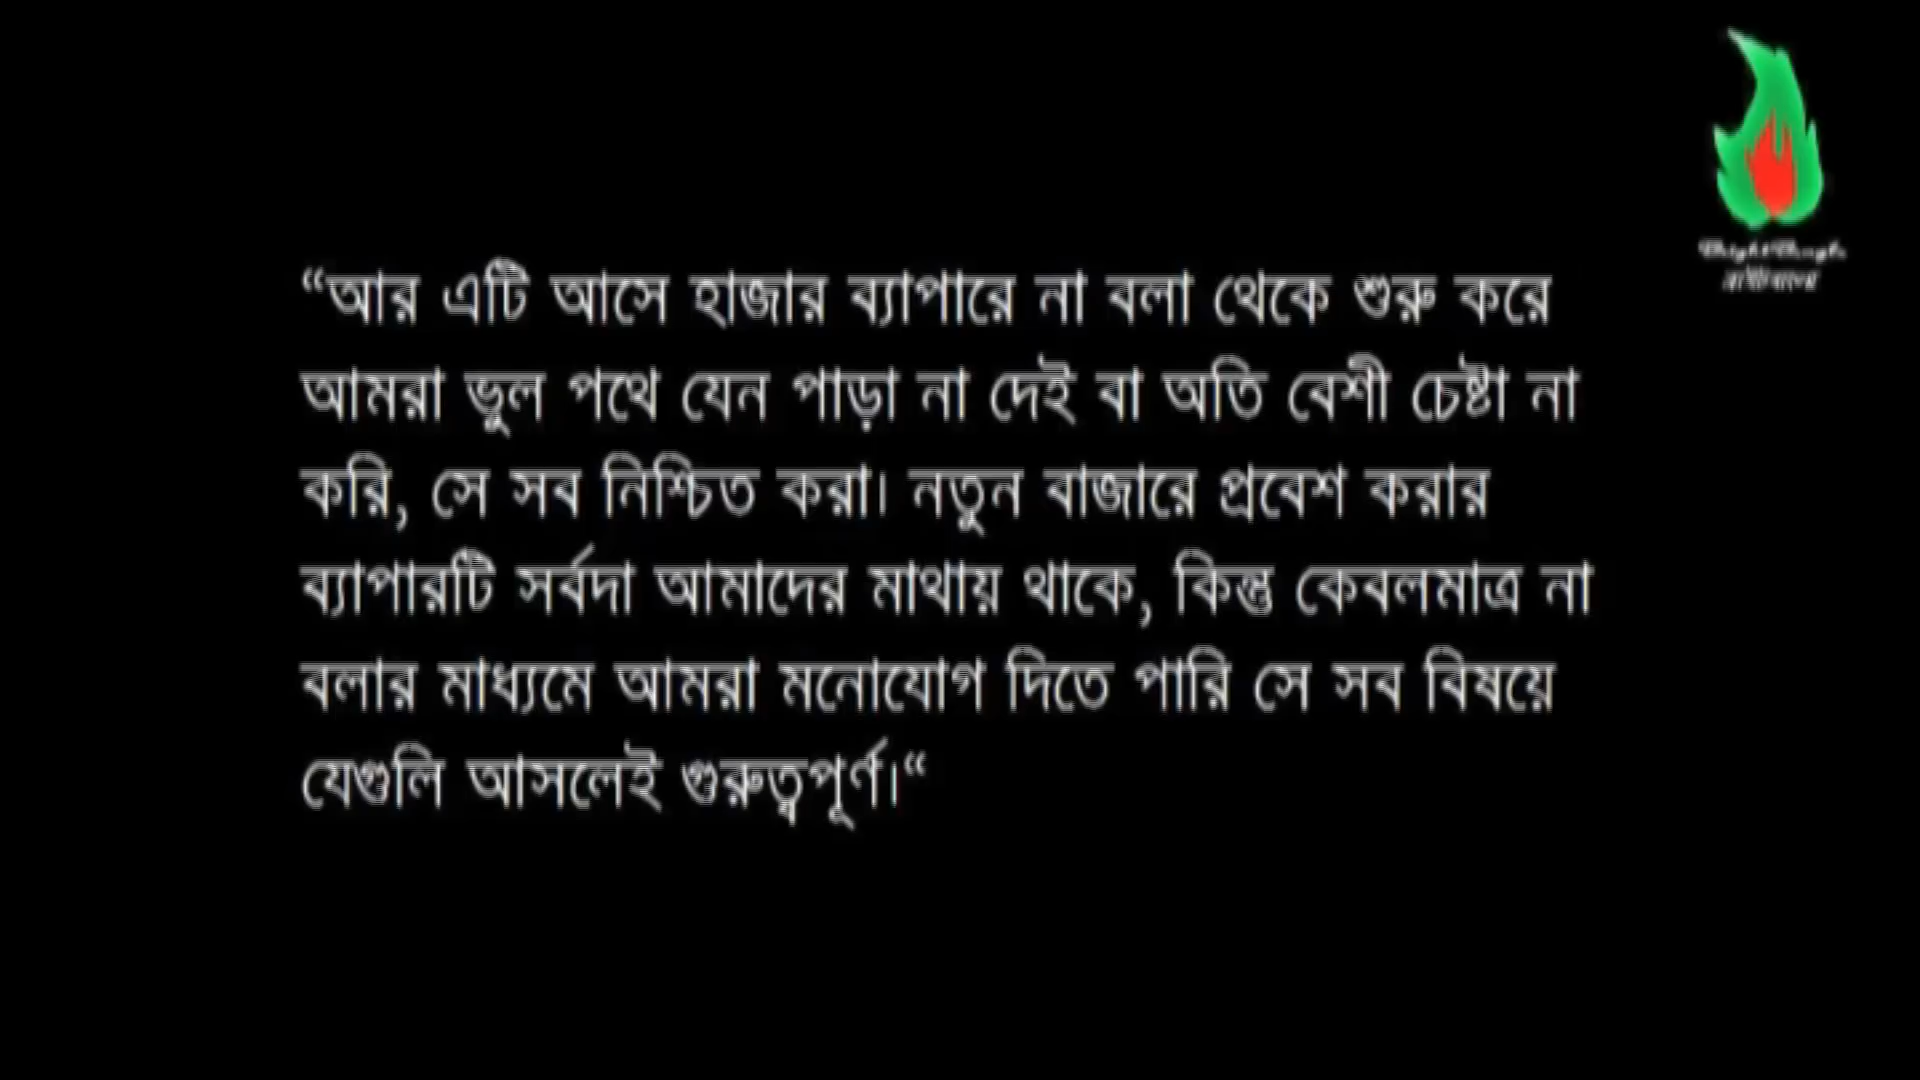 “আর এটি আসে হাজার ব্যাপারে না বলা থেকে শুরু করে
আমরা ভুল পথে যেন পাড়া না দেই বা অতি বেশী চেষ্টা না
করি, সে সব নিশ্চিত করা। নতুন বাজারে প্রবেশ করার
ব্যাপারটি সর্বদা আমাদের মাথায় থাকে, কিন্তু কেবলমাত্র না
বলার মাধ্যমে আমরা মনোযোগ দিতে পারি সে সব বিষয়ে
যেগুলি আসলেই গুরুত্বপূর্ণ।“